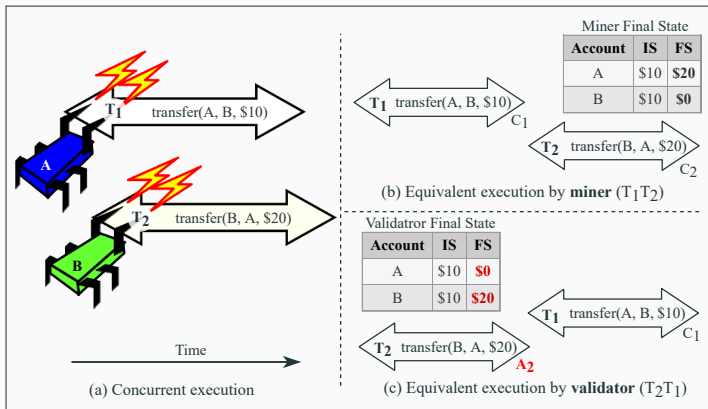 T1
transfer(A, B, $10)
A
T2
transfer(B, A, $20)
B
Time
(a) Concurrent execution
Miner Final State
Account IS FS
A $10 $20
B $10 $0
T1 transfer(A, B, $10)
C1
T2 transfer(B, A, $20)
C2
(b) Equivalent execution by miner (T1T2)
Validatror Final State
Account IS FS
A $10 $0
B $10 $20
T1 transfer(A, B, $10)
C1
T2 transfer(B, A, $20)
A2
(c) Equivalent execution by validator (T2T1)